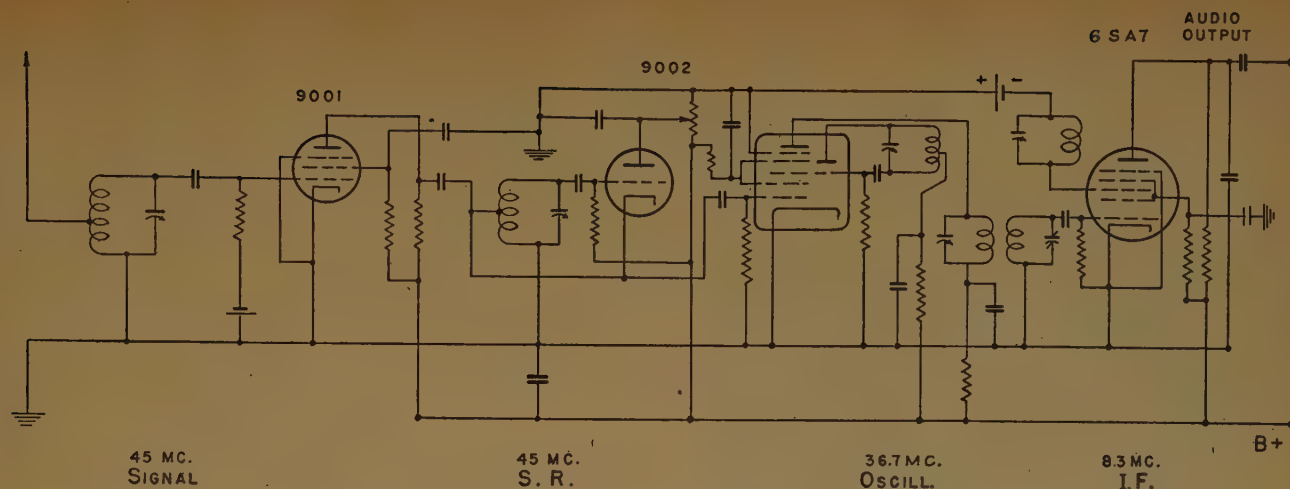 6SA7
AUDIO
OUTPUT
9002
9001
+ -
B+
45 MC.
SIGNAL
45 MC.
S. R.
36.7 MC.
OSCILL.
8.3 MC.
I.F.